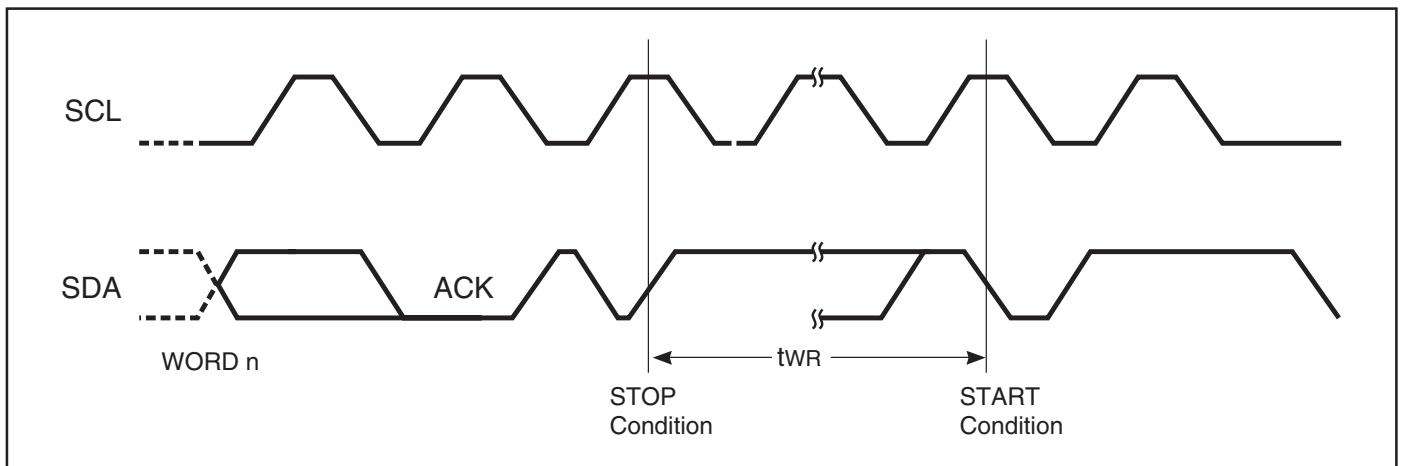 SCL
SDA
ACK
WORD n
tWR
STOP
Condition
START
Condition